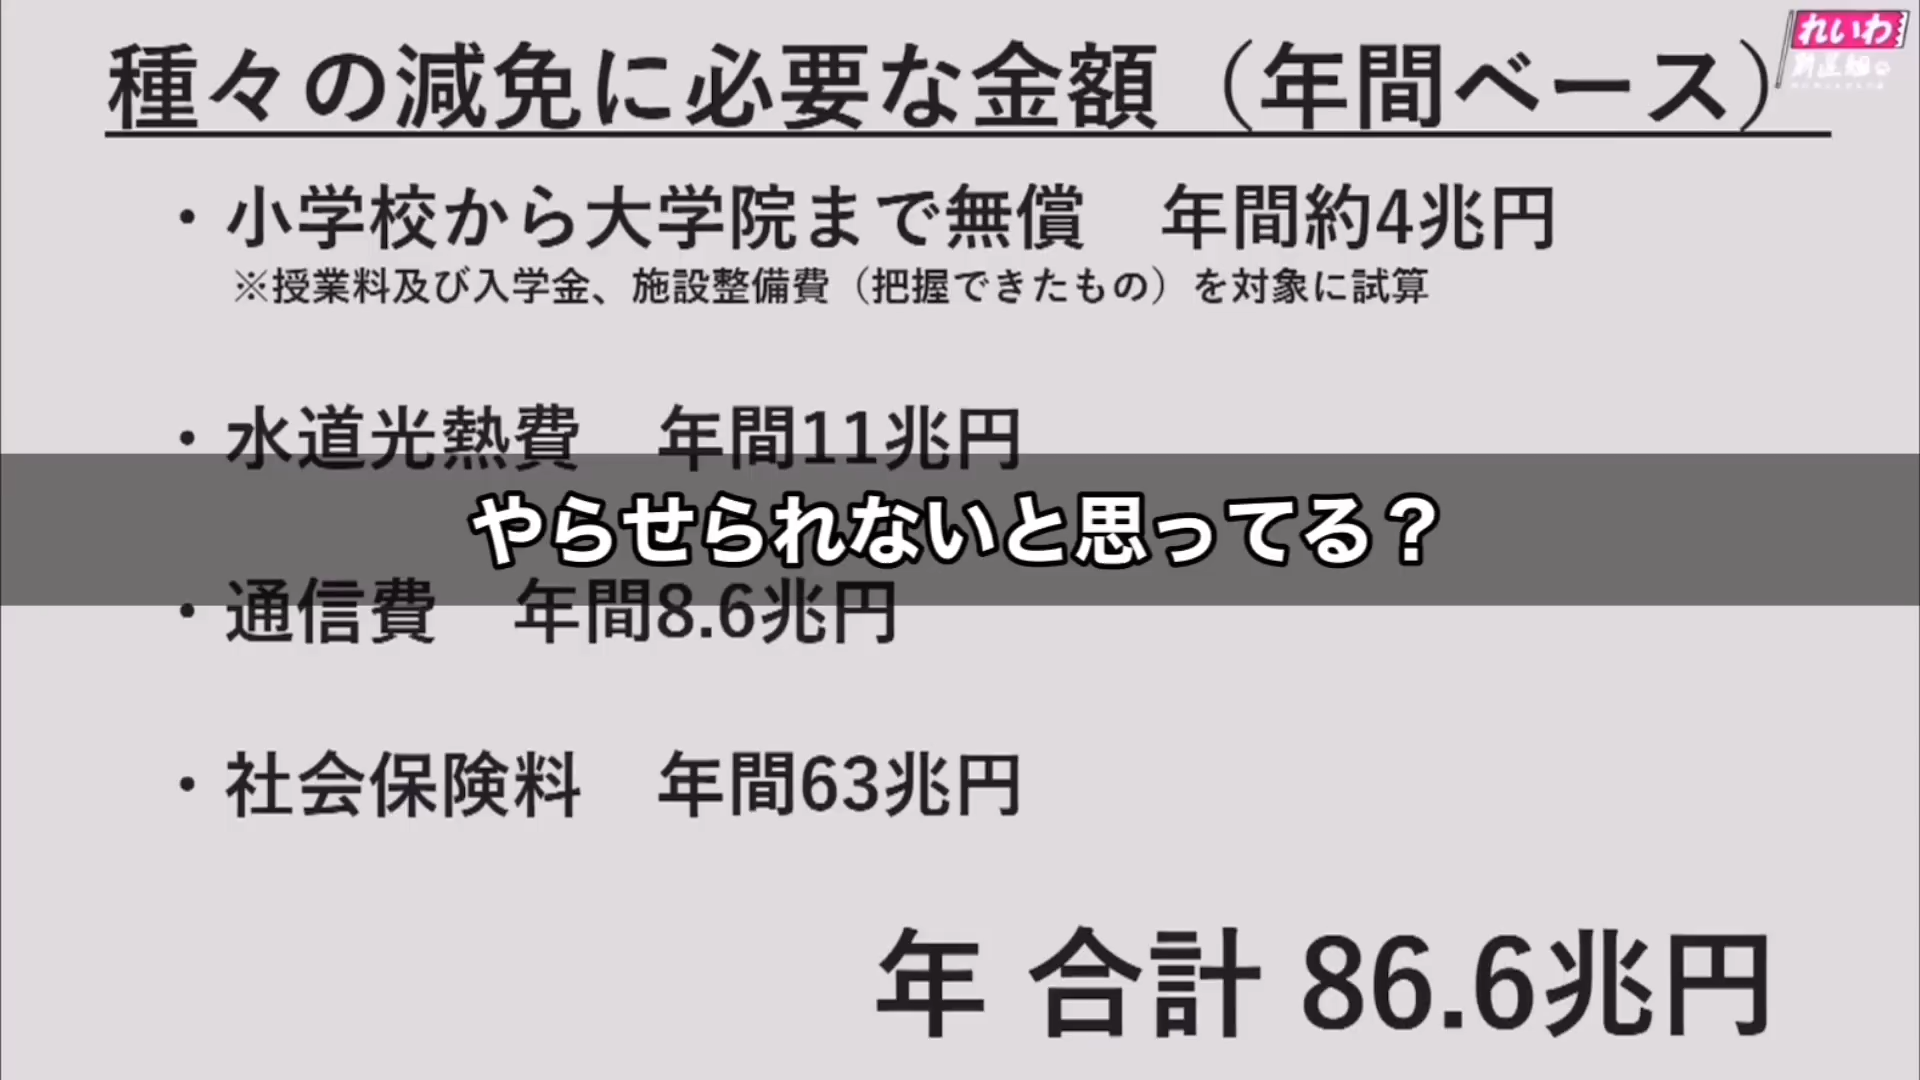 れいわ
新選組
種々の減免に必要な金額（年間ベース）
・小学校から大学院まで無償　年間約4兆円
※授業料及び入学金、施設整備費（把握できたもの）を対象に試算
・水道光熱費　年間11兆円
やらせられないと思ってる？
・通信費　年間8.6兆円
・社会保険料　年間63兆円
年 合計 86.6兆円